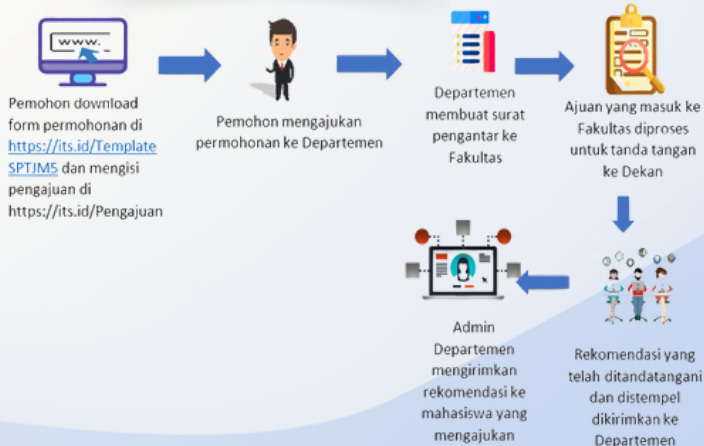 www.
Pemohon download
form permohonan di
https://its.id/Template
SPTJM5 dan mengisi
pengajuan di
https://its.id/Pengajuan
Pemohon mengajukan
permohonan ke Departemen
Departemen
membuat surat
pengantar ke
Fakultas
Ajuan yang masuk ke
Fakultas diproses
untuk tanda tangan
ke Dekan
Rekomendasi yang
telah ditandatangani
dan distempel
dikirimkan ke
Departemen
Admin
Departemen
mengirimkan
rekomendasi ke
mahasiswa yang
mengajukan